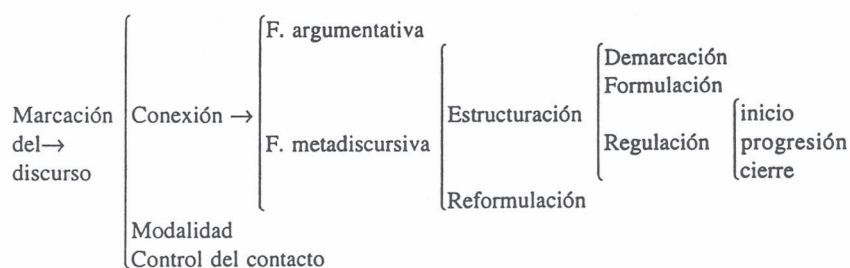 F. argumentativa
Demarcación
Formulación
Marcación
Conexión →
Estructuración
inicio
del→
F. metadiscursiva
Regulación
progresión
discurso
cierre
Reformulación
Modalidad
Control del contacto